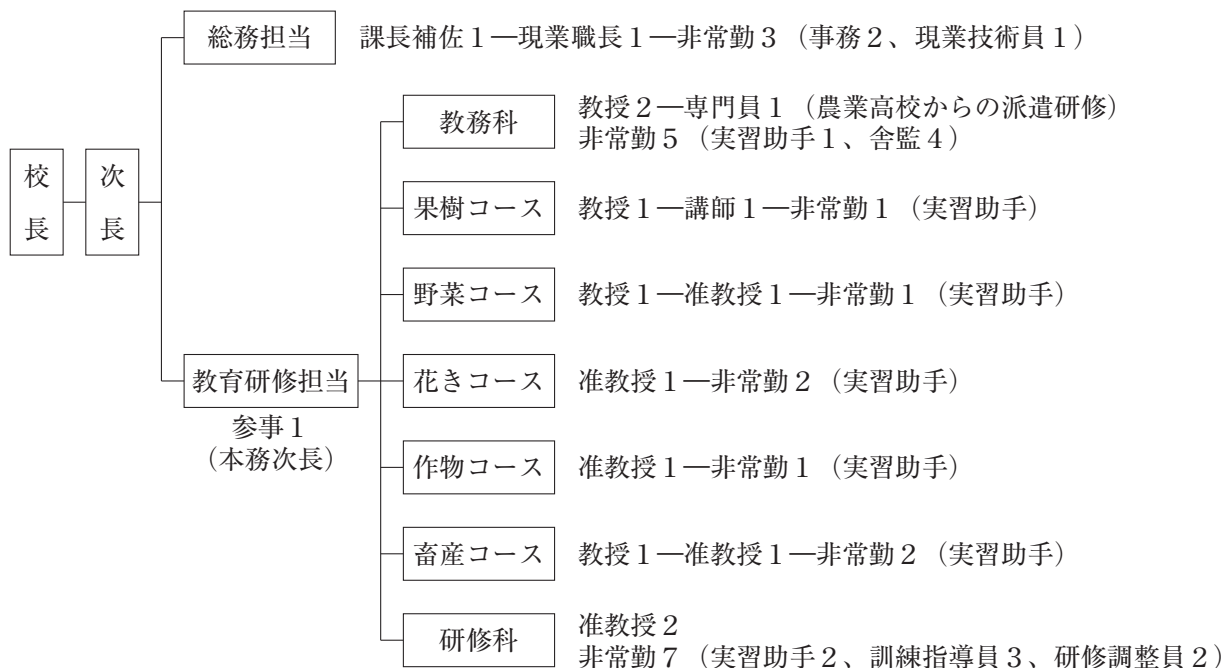 校長
次長
総務担当
課長補佐1―現業職長1―非常勤3（事務2、現業技術員1）
教育研修担当
参事1
（本務次長）
教務科
教授2―専門員1（農業高校からの派遣研修）
非常勤5（実習助手1、舎監4）
果樹コース
教授1―講師1―非常勤1（実習助手）
野菜コース
教授1―准教授1―非常勤1（実習助手）
花きコース
准教授1―非常勤2（実習助手）
作物コース
准教授1―非常勤1（実習助手）
畜産コース
教授1―准教授1―非常勤2（実習助手）
研修科
准教授2
非常勤7（実習助手2、訓練指導員3、研修調整員2）